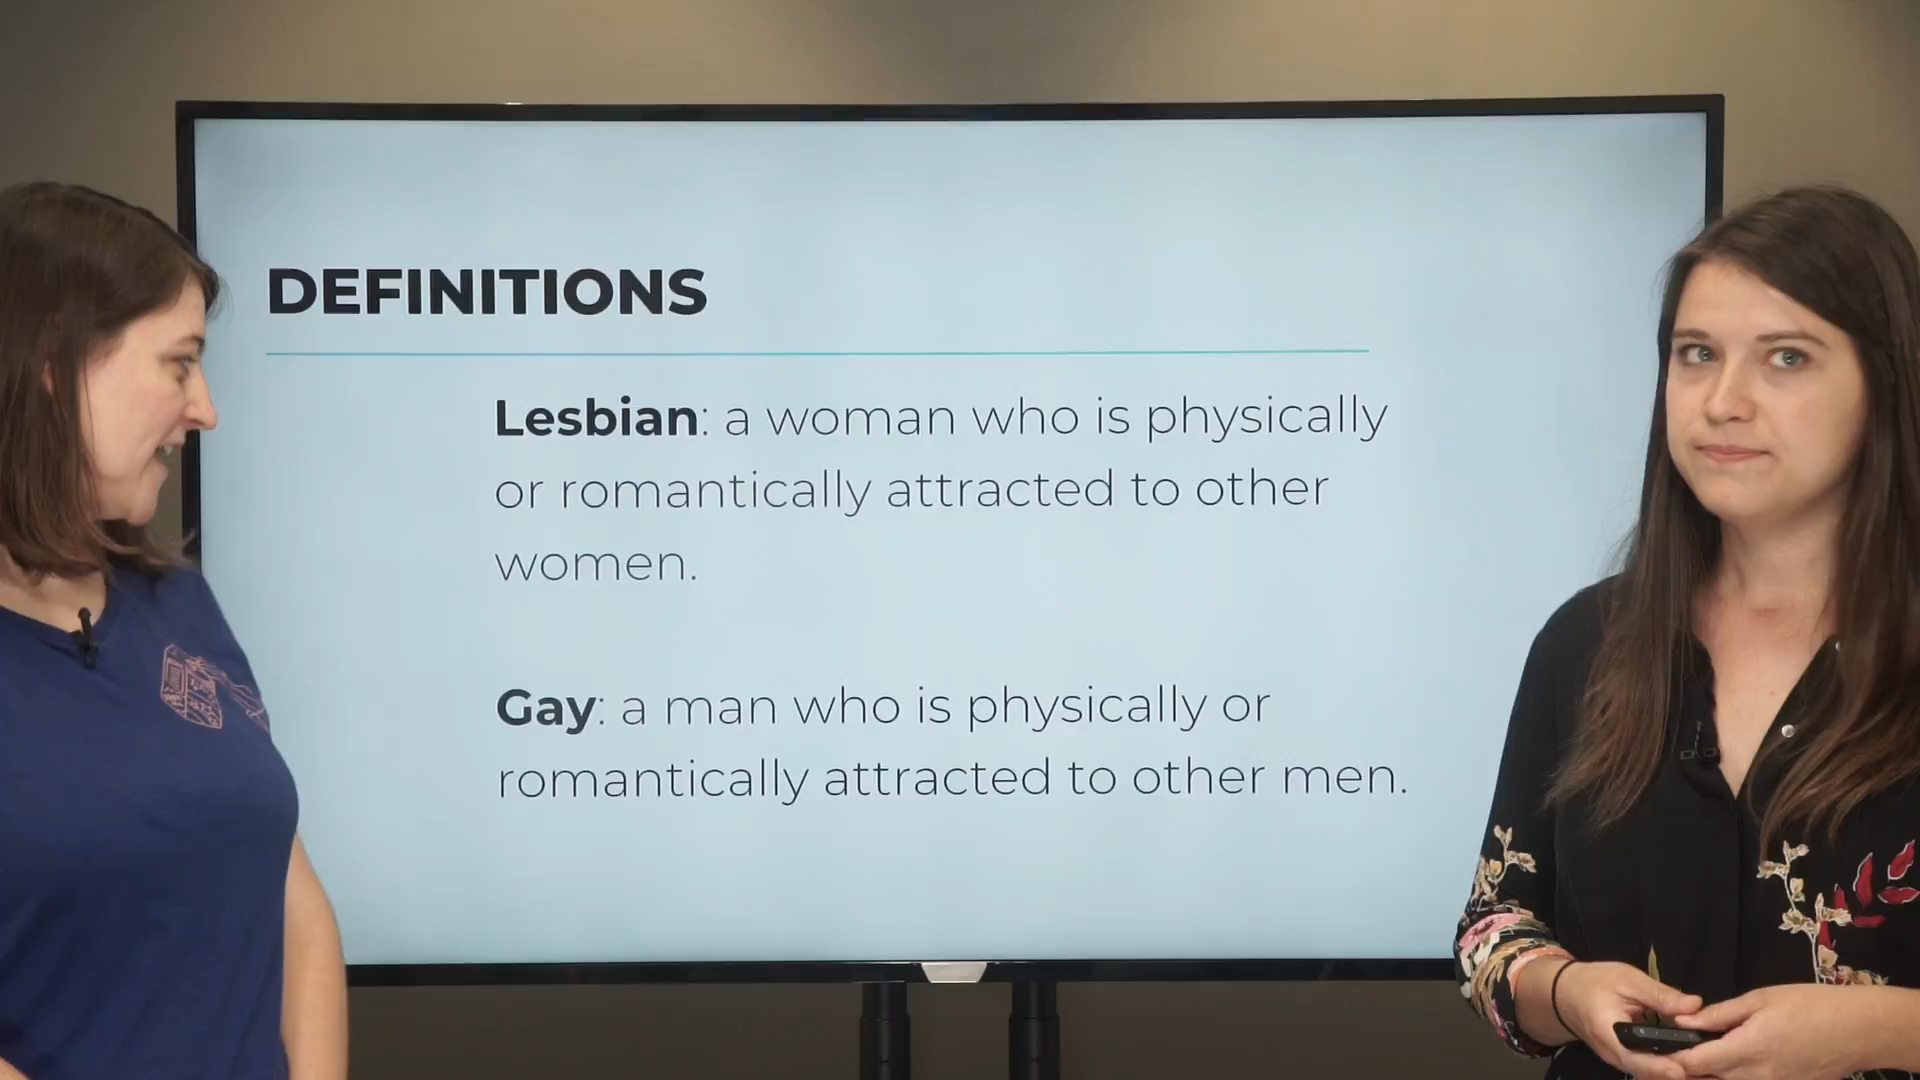 DEFINITIONS
Lesbian: a woman who is physically
or romantically attracted to other
women.
Gay: a man who is physically or
romantically attracted to other men.